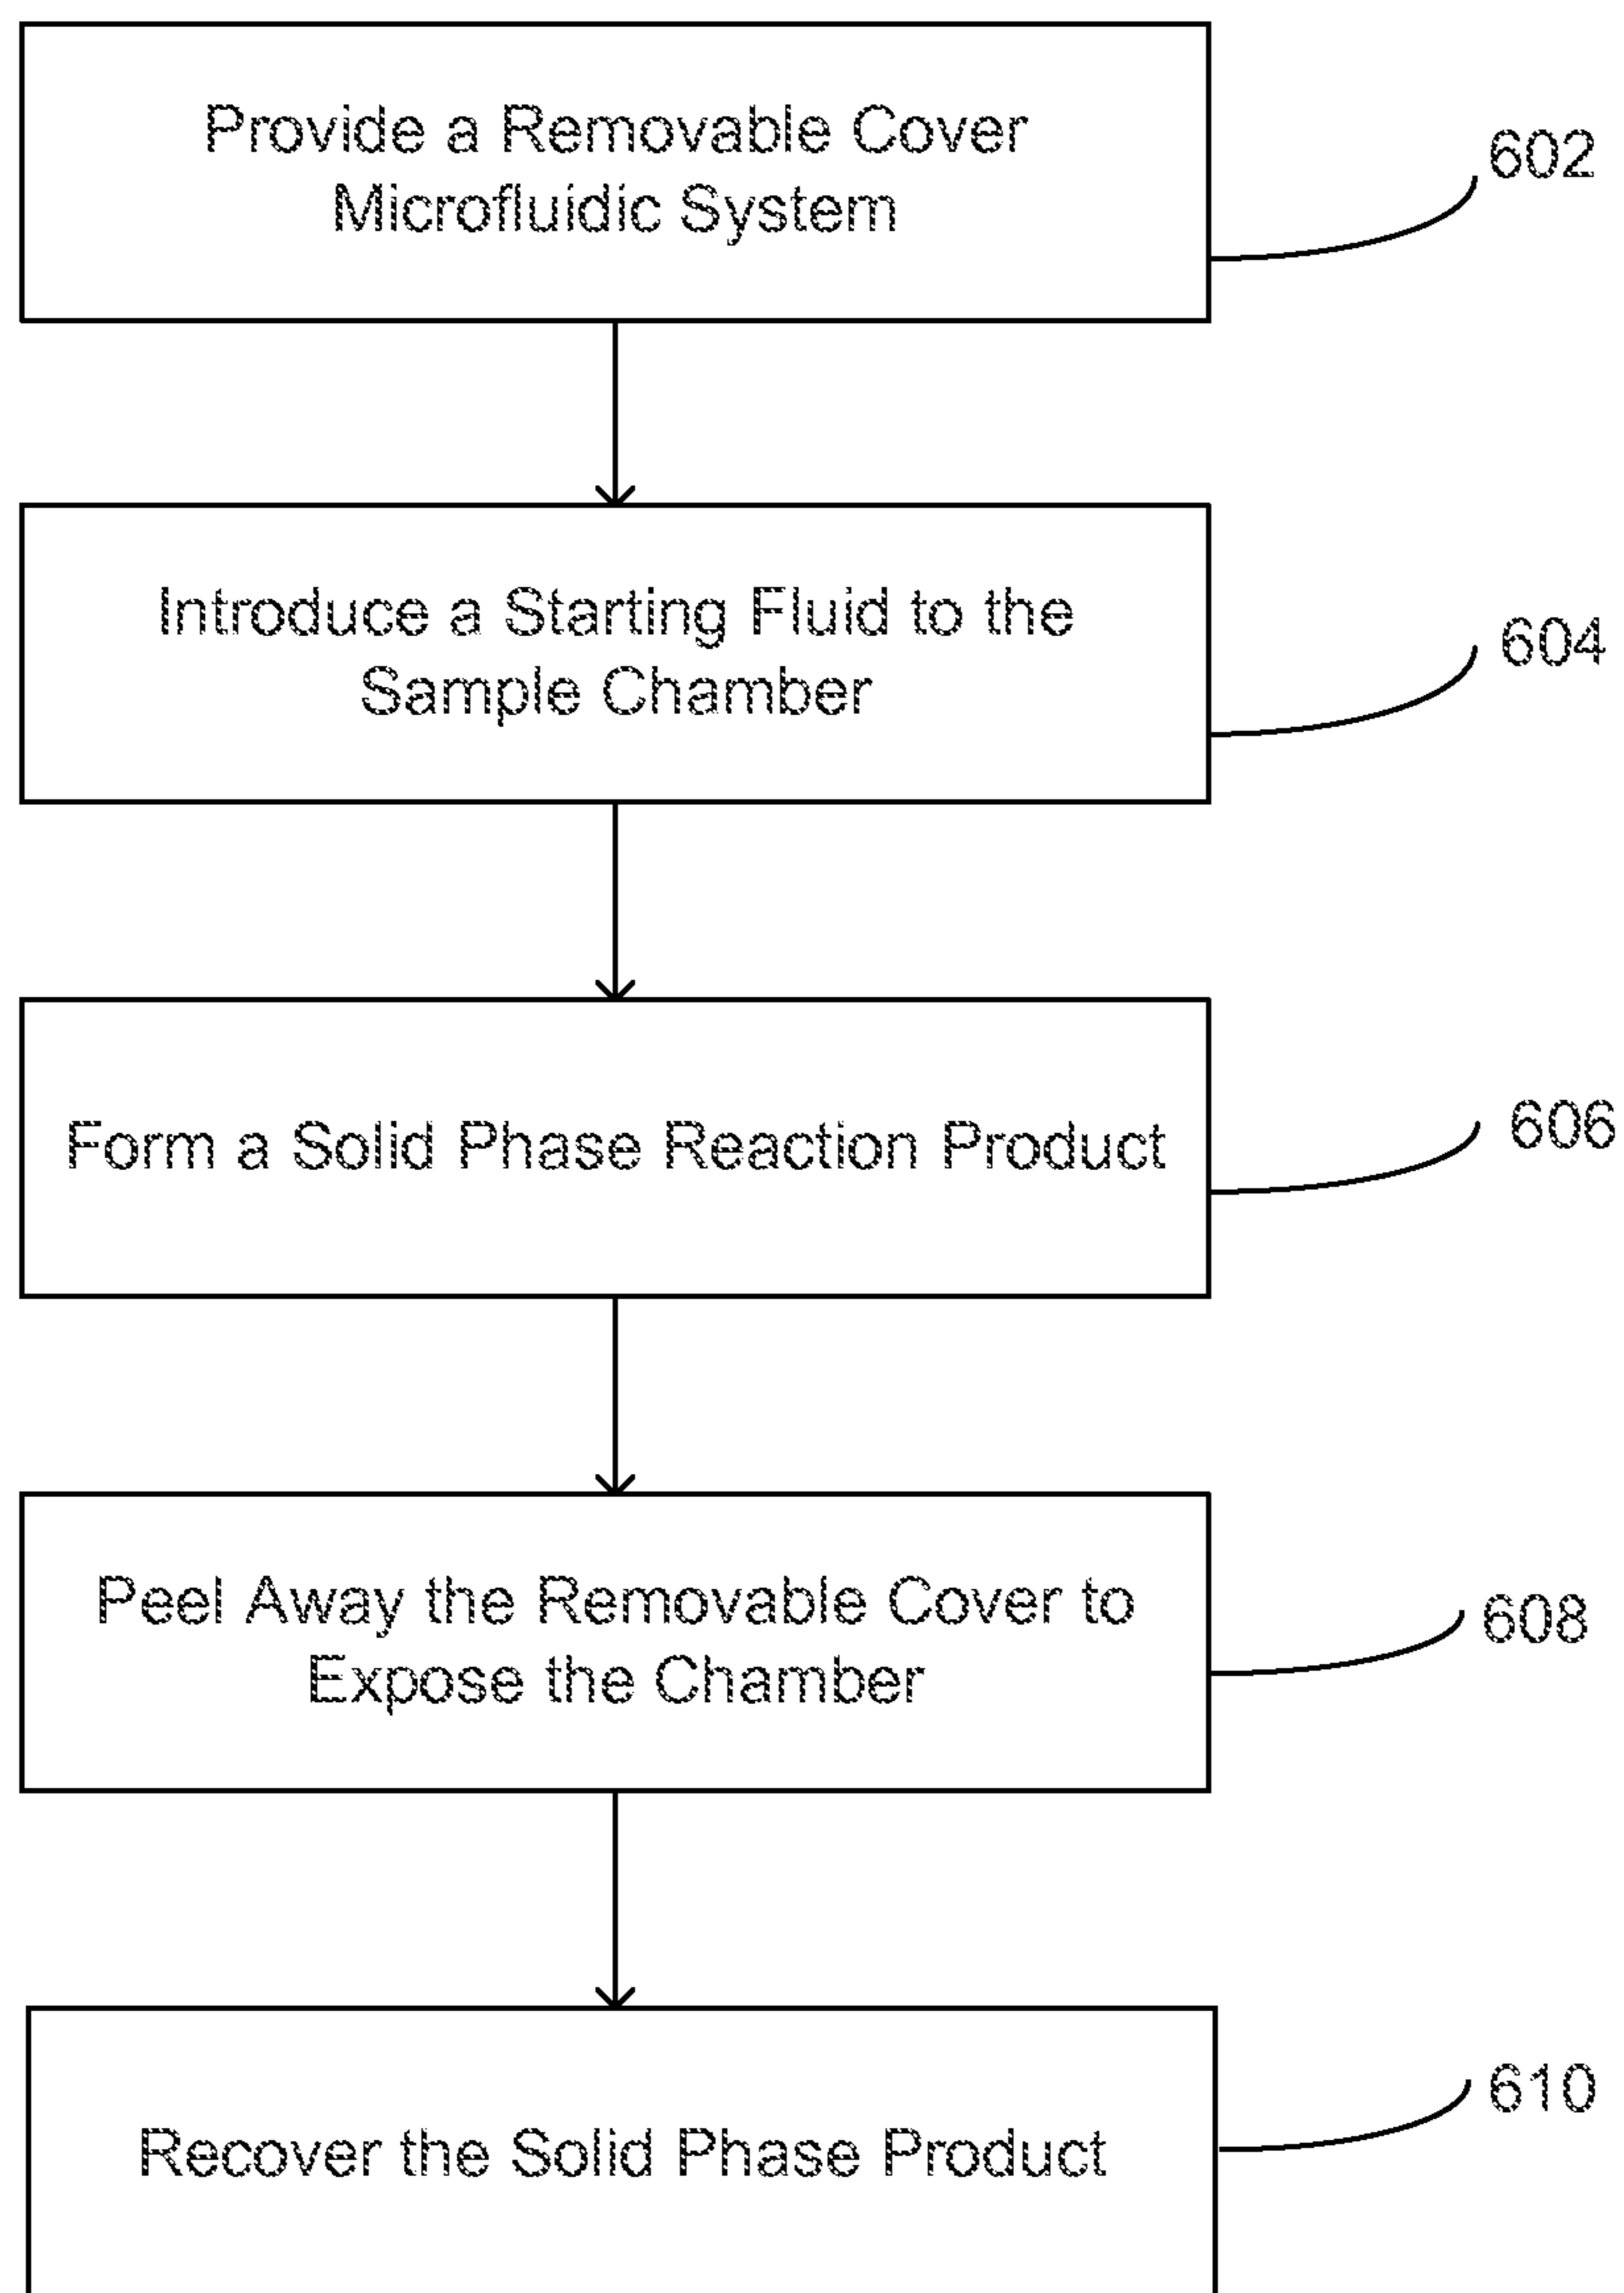 Provide a Removable Cover
Microfluidic System
602
Introduce a Starting Fluid to the
Sample Chamber
604
Form a Solid Phase Reaction Product
606
Peel Away the Removable Cover to
Expose the Chamber
608
Recover the Solid Phase Product
610